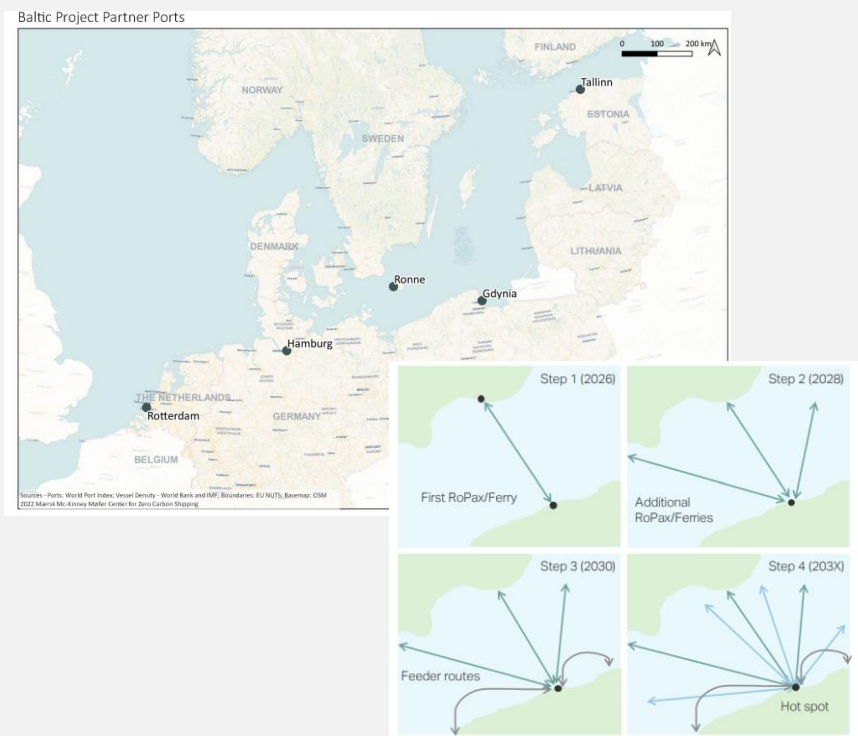 Baltic Project Partner Ports
0 100 200 km
FINLAND
NORWAY
Tallinn
ESTONIA
SWEDEN
LATVIA
DENMARK
LITHUANIA
Ronne
Gdynia
Hamburg
THE NETHERLANDS
Rotterdam
GERMANY
BELGIUM
Sources - Ports: World Port Index; Vessel Density - World Bank and IMF; Boundaries: EU NUTS; Basemap: OSM
2022 Mærsk Mc-Kinney Møller Center for Zero Carbon Shipping
Step 1 (2026)
First RoPax/Ferry
Step 2 (2028)
Additional
RoPax/Ferries
Step 3 (2030)
Feeder routes
Step 4 (203X)
Hot spot